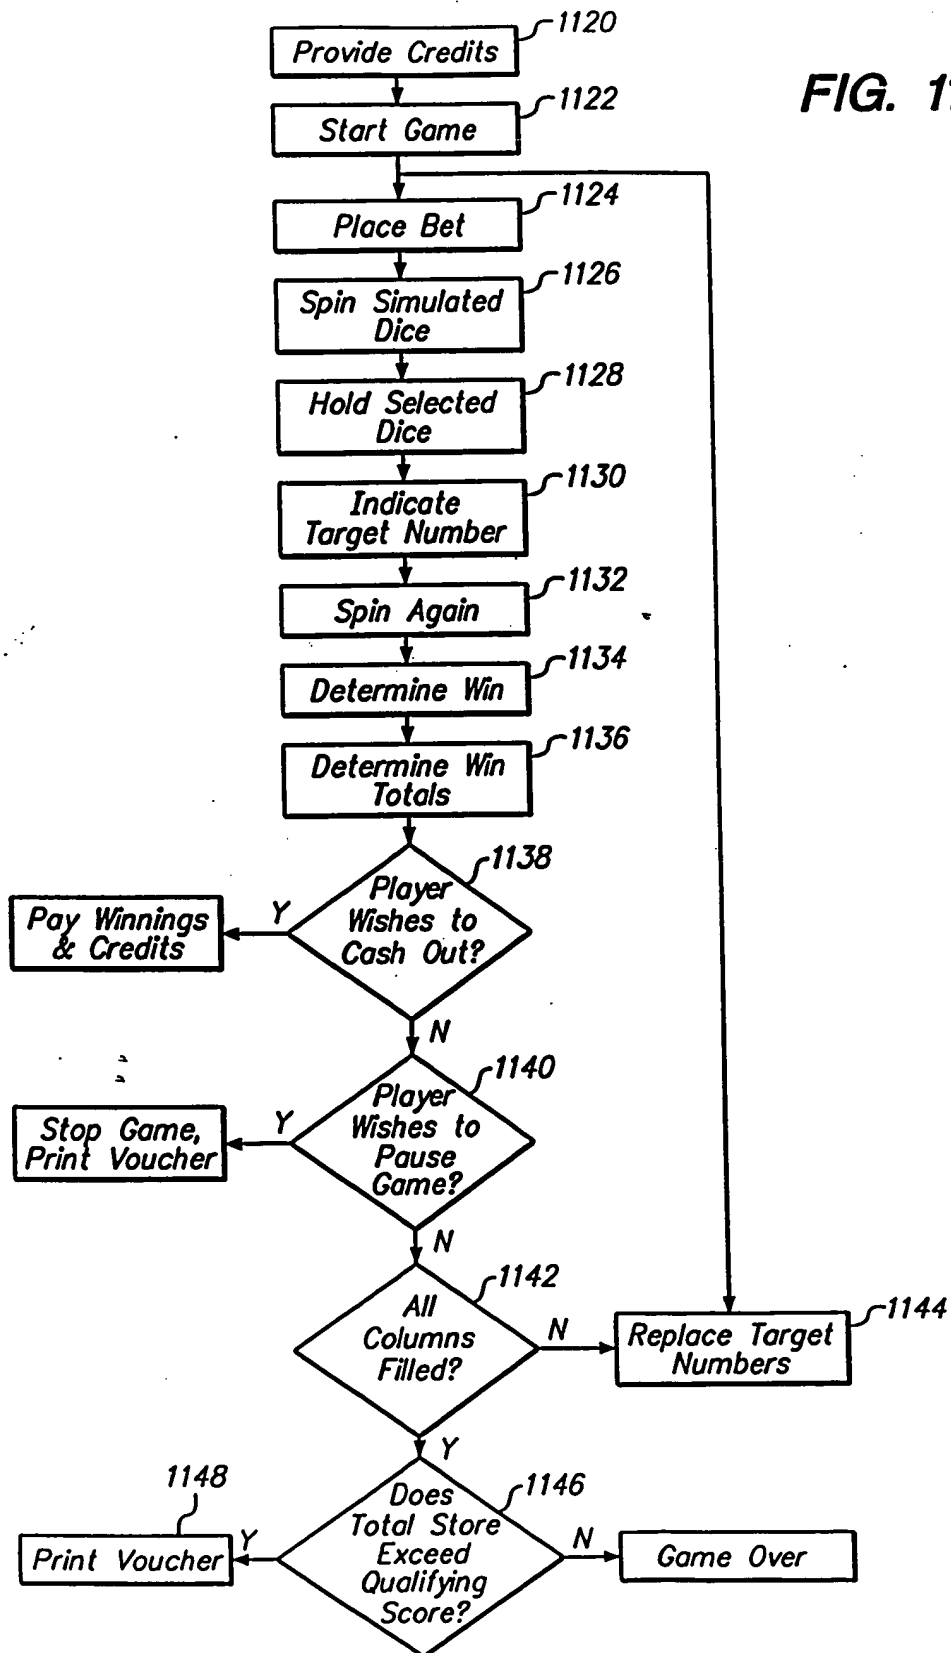 1120
Provide Credits
FIG. 11
1122
Start Game
1124
Place Bet
1126
Spin Simulated
Dice
1128
Hold Selected
Dice
1130
Indicate
Target Number
1132
Spin Again
1134
Determine Win
1136
Determine Win
Totals
1138
Player
Wishes to
Cash Out?
Y
Pay Winnings
& Credits
N
1140
Player
Wishes to
Pause
Game?
Y
Stop Game,
Print Voucher
N
1142
All
Columns
Filled?
N
1144
Replace Target
Numbers
Y
1146
Does
Total Store
Exceed
Qualifying
Score?
1148
Y
Print Voucher
N
Game Over